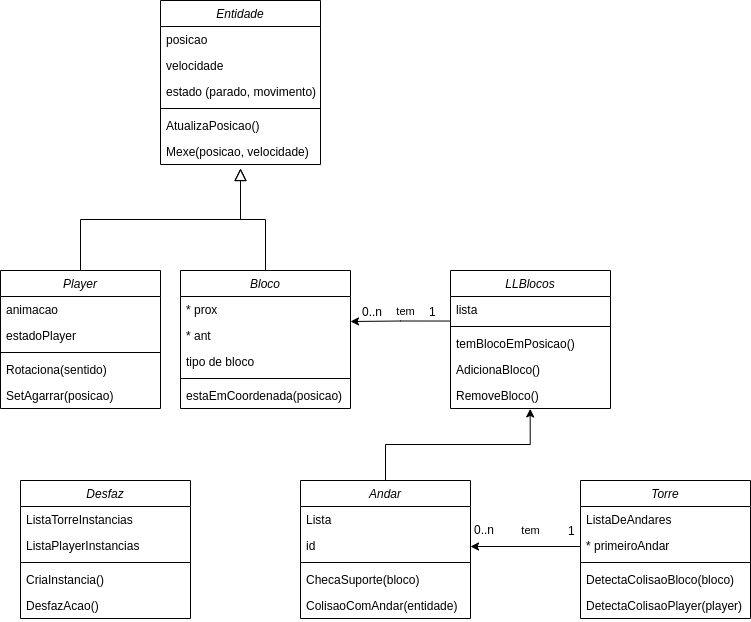 Entidade
posicao
velocidade
estado (parado, movimento)
AtualizaPosicao()
Mexe(posicao, velocidade)
Player
animacao
estadoPlayer
Rotaciona(sentido)
SetAgarrar(posicao)
Bloco
* prox
* ant
tipo de bloco
estaEmCoordenada(posicao)
0..n tem 1
LLBlocos
lista
temBlocoEmPosicao()
AdicionaBloco()
RemoveBloco()
Desfaz
ListaTorreInstancias
ListaPlayerInstancias
CriaInstancia()
DesfazAcao()
Andar
Lista
id
ChecaSuporte(bloco)
ColisaoComAndar(entidade)
0..n tem 1
Torre
ListaDeAndares
* primeiroAndar
DetectaColisaoBloco(bloco)
DetectaColisaoPlayer(player)